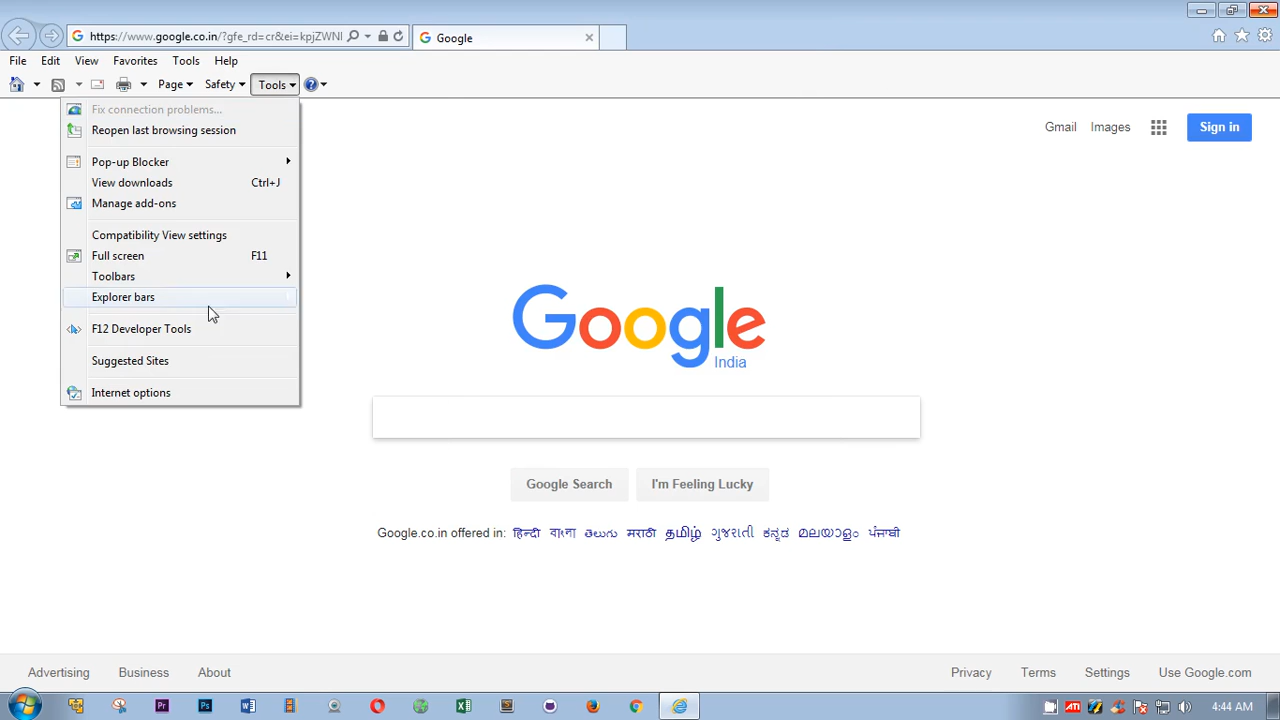 https://www.google.co.in/?gfe_rd=cr&ei=kpjZWNI
Google
File Edit View Favorites Tools Help
Page Safety Tools
Fix connection problems...
Reopen last browsing session
Pop-up Blocker
View downloads Ctrl+J
Manage add-ons
Compatibility View settings
Full screen F11
Toolbars
Explorer bars
F12 Developer Tools
Suggested Sites
Internet options
Gmail Images Sign in
Google
India
Google Search I'm Feeling Lucky
Google.co.in offered in: हिन्दी বাংলা తెలుగు मराठी தமிழ் ગુજરાતી ಕನ್ನಡ മലയാളം ਪੰਜਾਬੀ
Advertising Business About Privacy Terms Settings Use Google.com
Pr Ps W X ATI 4:44 AM